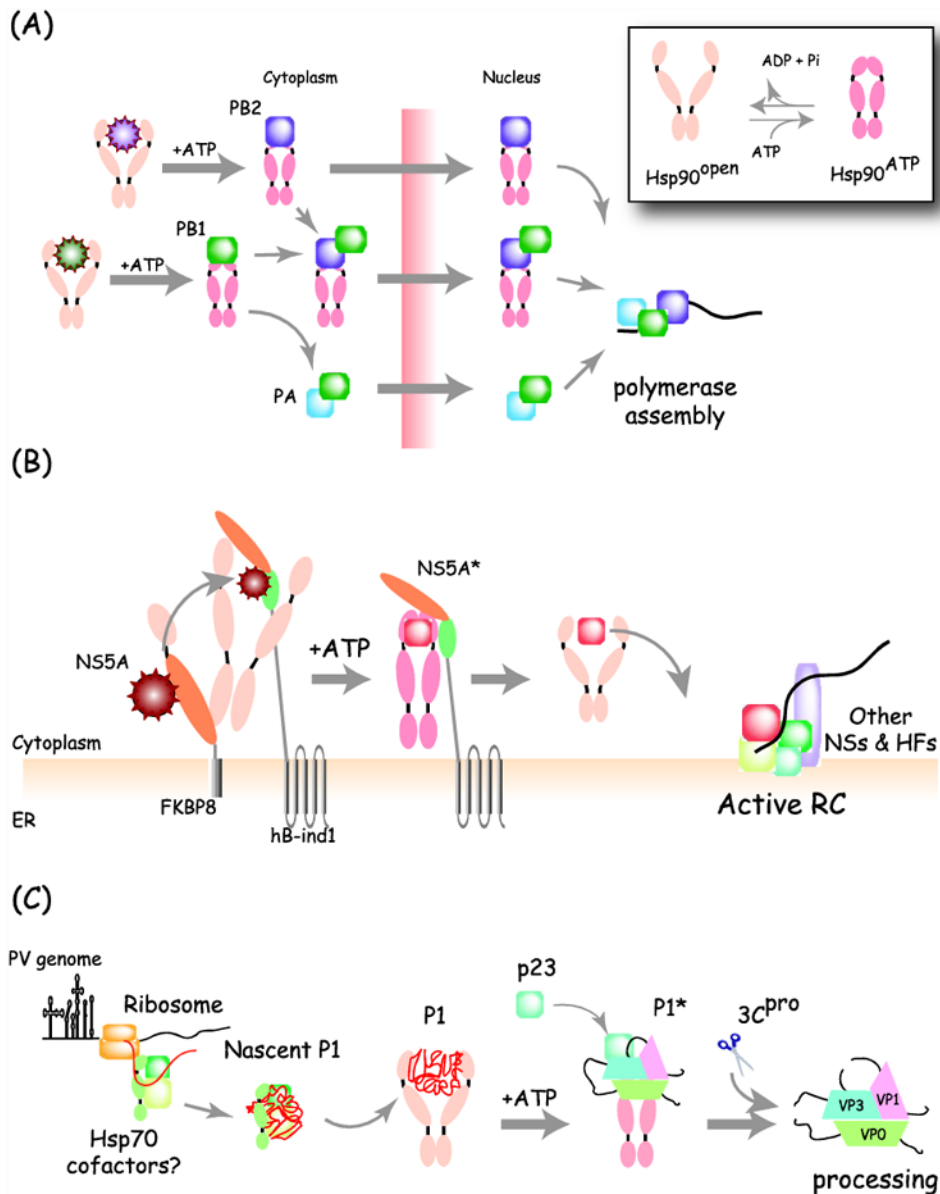 (A)
Cytoplasm
Nucleus
ADP + Pi
ATP
Hsp90open
Hsp90ATP
PB2
+ATP
PB1
+ATP
PA
polymerase
assembly
(B)
NS5A*
NS5A
+ATP
Cytoplasm
Other
NSs & HFs
FKBP8
Active RC
ER
hB-ind1
(C)
PV genome
p23
Ribosome
P1
P1*
3Cpro
Nascent P1
+ATP
VP3
VP1
VP0
Hsp70
cofactors?
processing